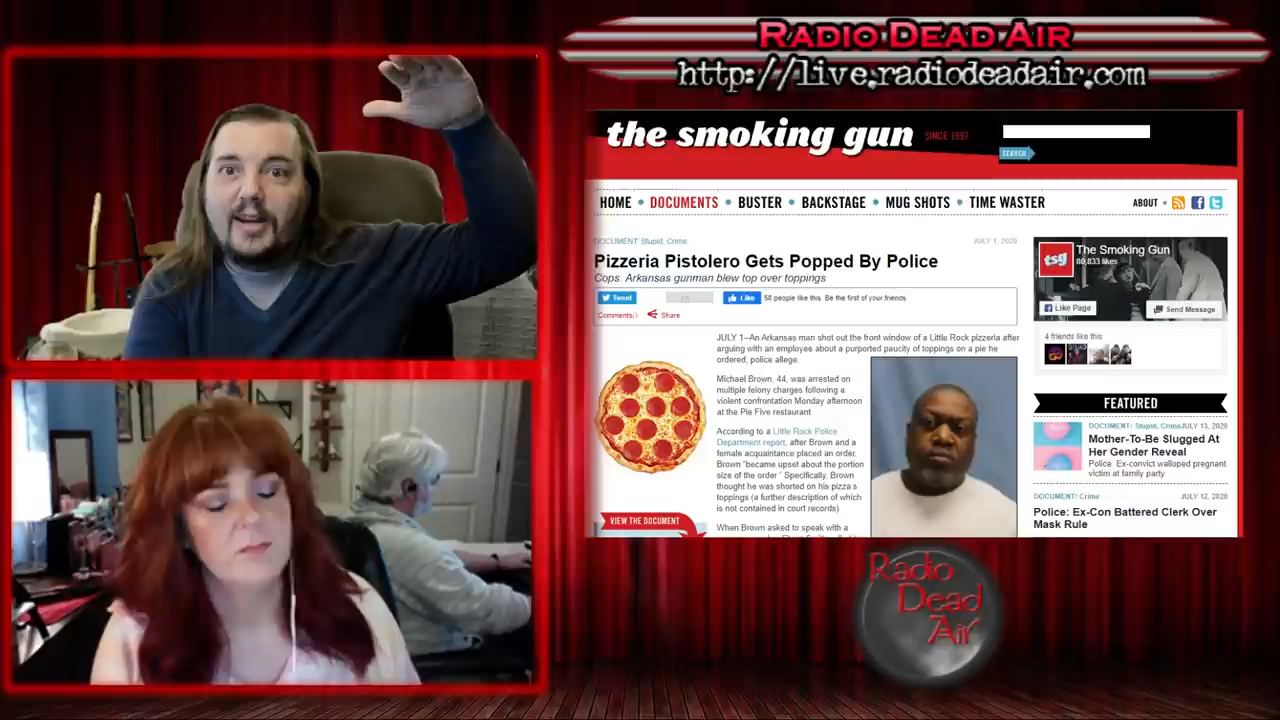 RADIO DEAD AIR
http://live.radiodeadair.com
the smoking gun SINCE 1997
SEARCH
HOME • DOCUMENTS • BUSTER • BACKSTAGE • MUG SHOTS • TIME WASTER
ABOUT
DOCUMENT: Stupid, Crime
JULY 1, 2020
Pizzeria Pistolero Gets Popped By Police
Cops Arkansas gunman blew top over toppings
Tweet
Like 58 people like this. Be the first of your friends.
Comments()
Share
JULY 1--An Arkansas man shot out the front window of a Little Rock pizzeria after
arguing with an employee about a purported paucity of toppings on a pie he
ordered, police allege.
Michael Brown, 44, was arrested on
multiple felony charges following a
violent confrontation Monday afternoon
at the Pie Five restaurant
According to a Little Rock Police
Department report, after Brown and a
female acquaintance placed an order,
Brown "became upset about the portion
size of the order" Specifically, Brown
thought he was shorted on his pizza's
toppings (a further description of which
is not contained in court records)
When Brown asked to speak with a
VIEW THE DOCUMENT
tsg
The Smoking Gun
80,833 likes
Like Page
Send Message
4 friends like this
FEATURED
DOCUMENT: Stupid, Crime JULY 13, 2020
Mother-To-Be Slugged At
Her Gender Reveal
Police Ex-convict walloped pregnant
victim at family party
DOCUMENT: Crime
JULY 12, 2020
Police: Ex-Con Battered Clerk Over
Mask Rule
Radio
Dead
Air